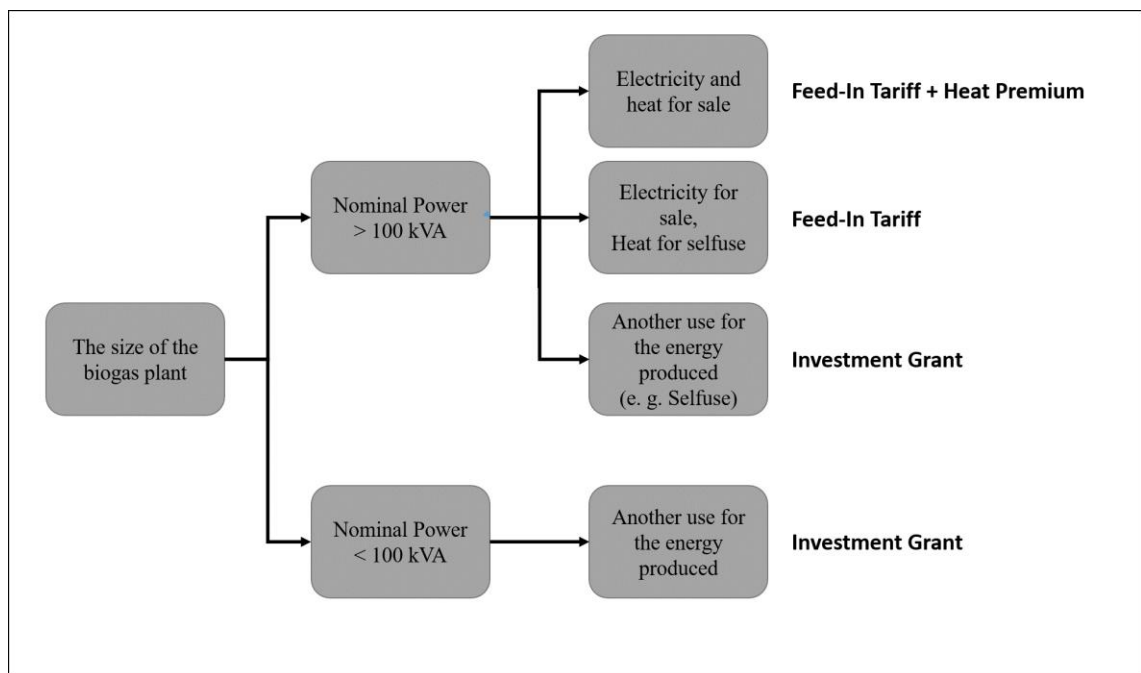 Electricity and
heat for sale
Feed-In Tariff + Heat Premium
Nominal Power
> 100 kVA
Electricity for
sale,
Heat for selfuse
Feed-In Tariff
The size of the
biogas plant
Another use for
the energy
produced
(e. g. Selfuse)
Investment Grant
Nominal Power
< 100 kVA
Another use for
the energy
produced
Investment Grant